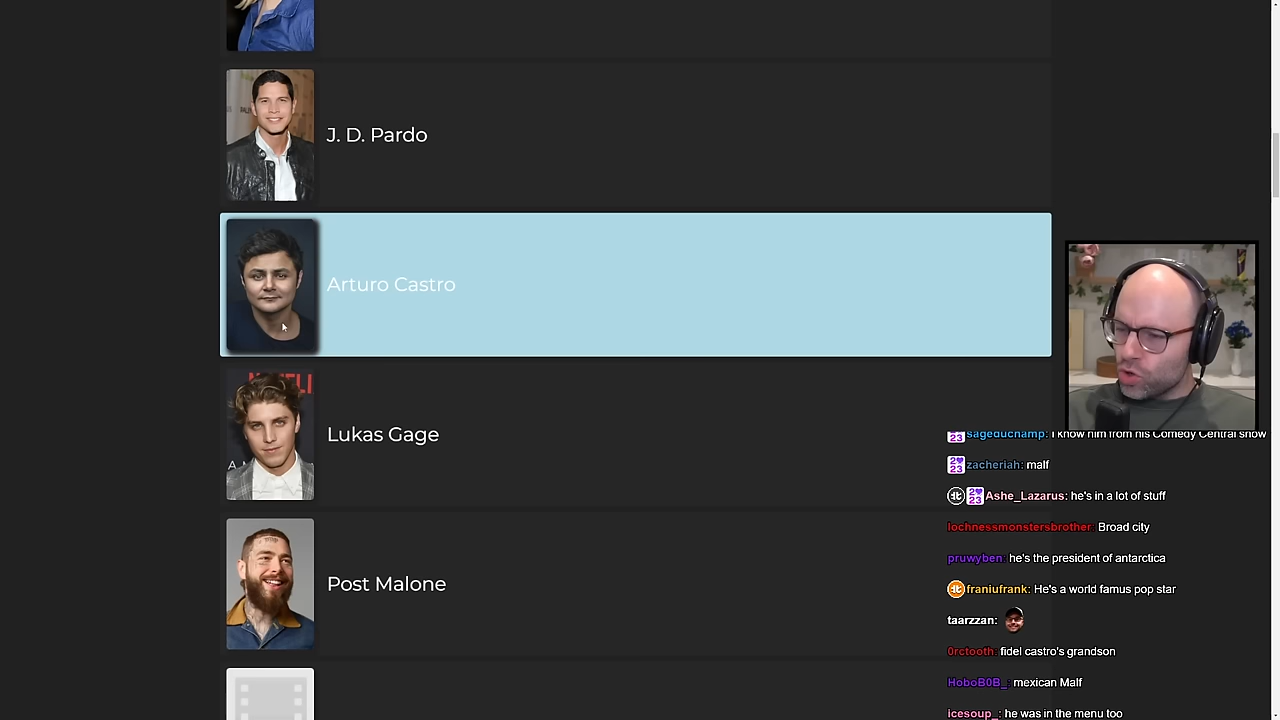 J. D. Pardo
Arturo Castro
Lukas Gage
Post Malone
sageduchamp: I know him from his Comedy Central show
zacheriah: malf
Ashe_Lazarus: he's in a lot of stuff
lochnessmonstersbrother: Broad city
pruwyben: he's the president of antarctica
franiufrank: He's a world famus pop star
taarzzan:
0rctooth: fidel castro's grandson
HoboB0B_: mexican Malf
icesoup_: he was in the menu too